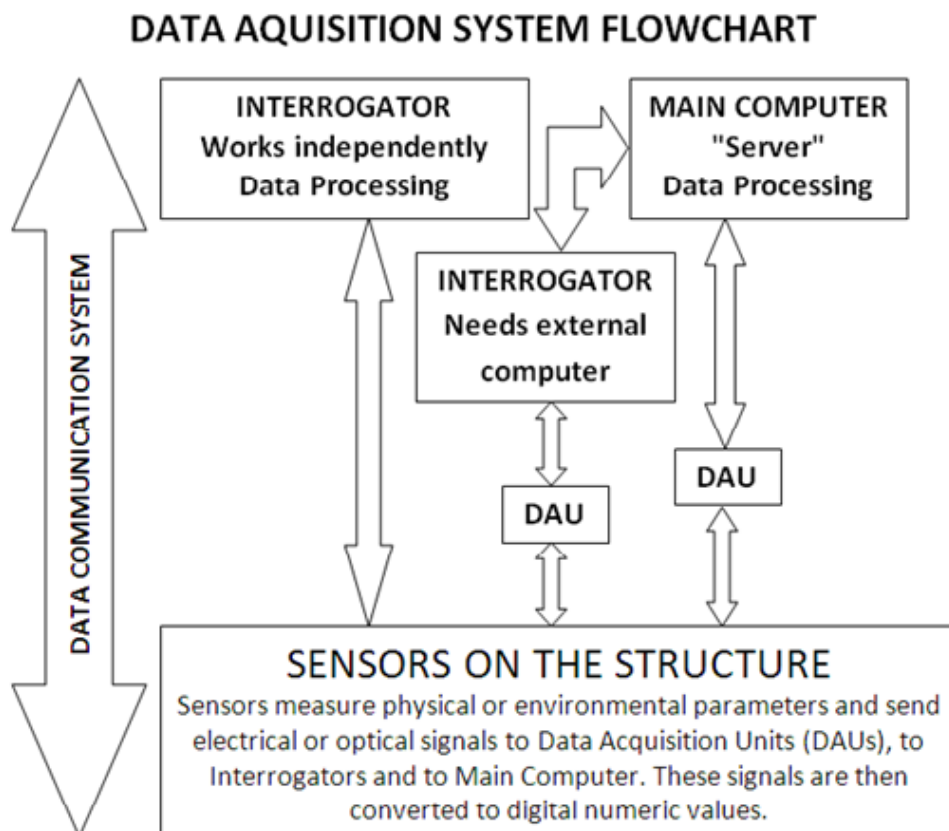 DATA AQUISITION SYSTEM FLOWCHART
INTERROGATOR
Works independently
Data Processing
MAIN COMPUTER
"Server"
Data Processing
INTERROGATOR
Needs external
computer
DATA COMMUNICATION SYSTEM
DAU
DAU
SENSORS ON THE STRUCTURE
Sensors measure physical or environmental parameters and send
electrical or optical signals to Data Acquisition Units (DAUs), to
Interrogators and to Main Computer. These signals are then
converted to digital numeric values.